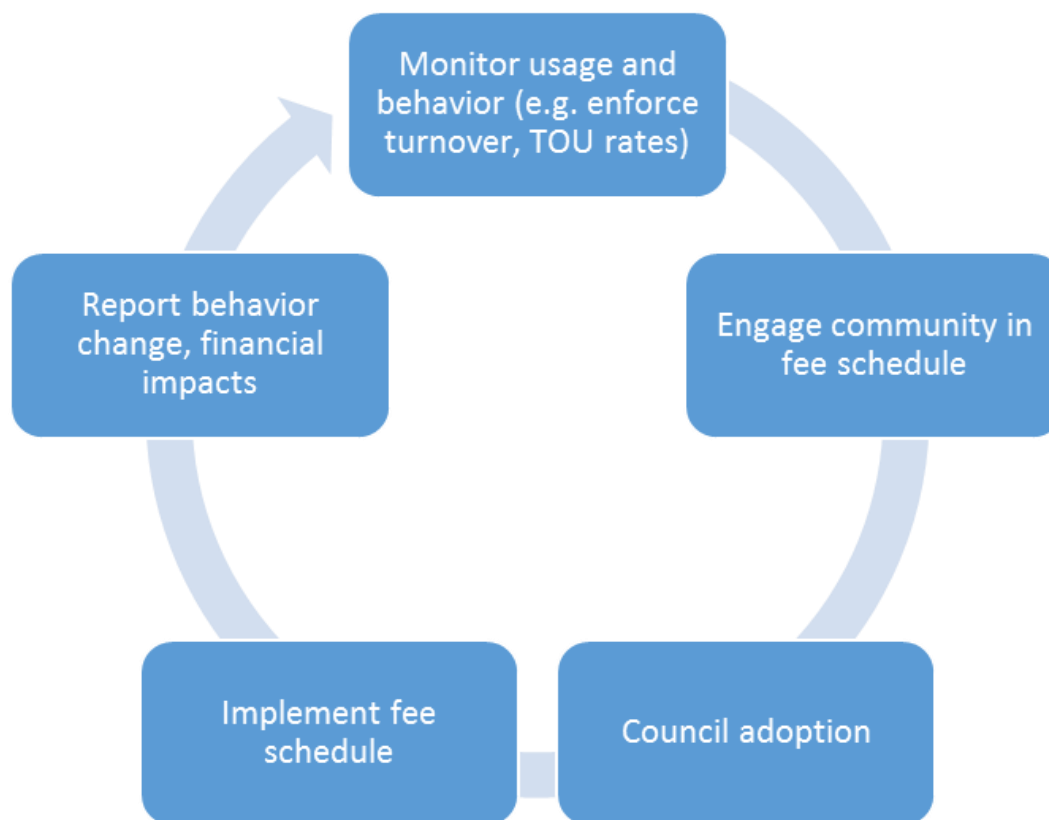 Monitor usage and
behavior (e.g. enforce
turnover, TOU rates)
Engage community in
fee schedule
Council adoption
Implement fee
schedule
Report behavior
change, financial
impacts